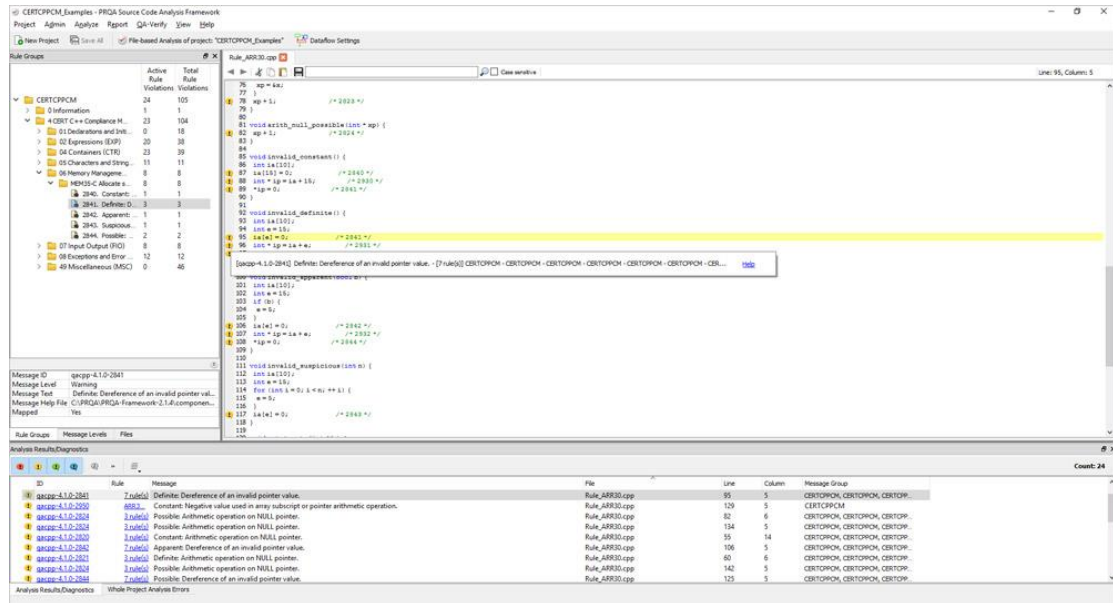 CERTCPPCM_Examples - PRQA Source Code Analysis Framework
Project Admin Analyze Report QA-Verify View Help
New Project Save All File-based Analysis of project: "CERTCPPCM_Examples" Dataflow Settings
Rule Groups
Active Rule Violations Total Rule Violations
CERTCPPCM 24 105
0 Information 1 1
4 CERT C++ Compliance M... 23 104
01 Declarations and Initi... 0 18
02 Expressions (EXP) 20 38
04 Containers (CTR) 23 39
05 Characters and String... 11 11
06 Memory Manageme... 8 8
MEM35-C Allocate s... 8 8
2840. Constant: ... 1 1
2841. Definite: D... 3 3
2842. Apparent: ... 1 1
2843. Suspicious: ... 1 1
2844. Possible: ... 2 2
07 Input Output (FIO) 8 8
08 Exceptions and Error ... 12 12
49 Miscellaneous (MSC) 0 46
Message ID qacpp-4.1.0-2841
Message Level Warning
Message Text Definite: Dereference of an invalid pointer val...
Message Help File C:\PRQA\PRQA-Framework-2.1.4\componen...
Mapped Yes
Rule Groups Message Levels Files
Rule_ARR30.cpp
Case sensitive
Line: 95, Column: 5
76 xp = &x;
77 }
78 xp + 1; /* 2823 */
79 }
80
81 void arith_null_possible(int * xp) {
82 xp + 1; /* 2824 */
83 }
84
85 void invalid_constant() {
86 int ia[10];
87 ia[15] = 0; /* 2840 */
88 int * ip = ia + 15; /* 2930 */
89 *ip = 0; /* 2841 */
90 }
91
92 void invalid_definite() {
93 int ia[10];
94 int e = 15;
95 ia[e] = 0; /* 2841 */
96 int * ip = ia + e; /* 2931 */
[qacpp-4.1.0-2841] Definite: Dereference of an invalid pointer value. - [7 rule(s)] CERTCPPCM - CERTCPPCM - CERTCPPCM - CERTCPPCM - CERTCPPCM - CERTCPPCM - CER... Help
100 void invalid_apparent(bool b) {
101 int ia[10];
102 int e = 15;
103 if (b) {
104 e = 5;
105 }
106 ia[e] = 0; /* 2842 */
107 int * ip = ia + e; /* 2932 */
108 *ip = 0; /* 2844 */
109 }
110
111 void invalid_suspicious(int n) {
112 int ia[10];
113 int e = 15;
114 for (int i = 0; i < n; ++ i) {
115 e = 5;
116 }
117 ia[e] = 0; /* 2843 */
118 }
119
Analysis Results/Diagnostics
Count: 24
ID Rule Message File Line Column Message Group
qacpp-4.1.0-2841 7 rule(s) Definite: Dereference of an invalid pointer value. Rule_ARR30.cpp 95 5 CERTCPPCM, CERTCPPCM, CERTCPP...
qacpp-4.1.0-2950 ARR3... Constant: Negative value used in array subscript or pointer arithmetic operation. Rule_ARR30.cpp 129 5 CERTCPPCM
qacpp-4.1.0-2824 3 rule(s) Possible: Arithmetic operation on NULL pointer. Rule_ARR30.cpp 82 6 CERTCPPCM, CERTCPPCM, CERTCPP...
qacpp-4.1.0-2824 3 rule(s) Possible: Arithmetic operation on NULL pointer. Rule_ARR30.cpp 134 5 CERTCPPCM, CERTCPPCM, CERTCPP...
qacpp-4.1.0-2820 3 rule(s) Constant: Arithmetic operation on NULL pointer. Rule_ARR30.cpp 55 14 CERTCPPCM, CERTCPPCM, CERTCPP...
qacpp-4.1.0-2842 7 rule(s) Apparent: Dereference of an invalid pointer value. Rule_ARR30.cpp 106 5 CERTCPPCM, CERTCPPCM, CERTCPP...
qacpp-4.1.0-2821 3 rule(s) Definite: Arithmetic operation on NULL pointer. Rule_ARR30.cpp 60 6 CERTCPPCM, CERTCPPCM, CERTCPP...
qacpp-4.1.0-2824 3 rule(s) Possible: Arithmetic operation on NULL pointer. Rule_ARR30.cpp 142 5 CERTCPPCM, CERTCPPCM, CERTCPP...
qacpp-4.1.0-2844 7 rule(s) Possible: Dereference of an invalid pointer value. Rule_ARR30.cpp 125 5 CERTCPPCM, CERTCPPCM, CERTCPP...
Analysis Results/Diagnostics Whole Project Analysis Errors